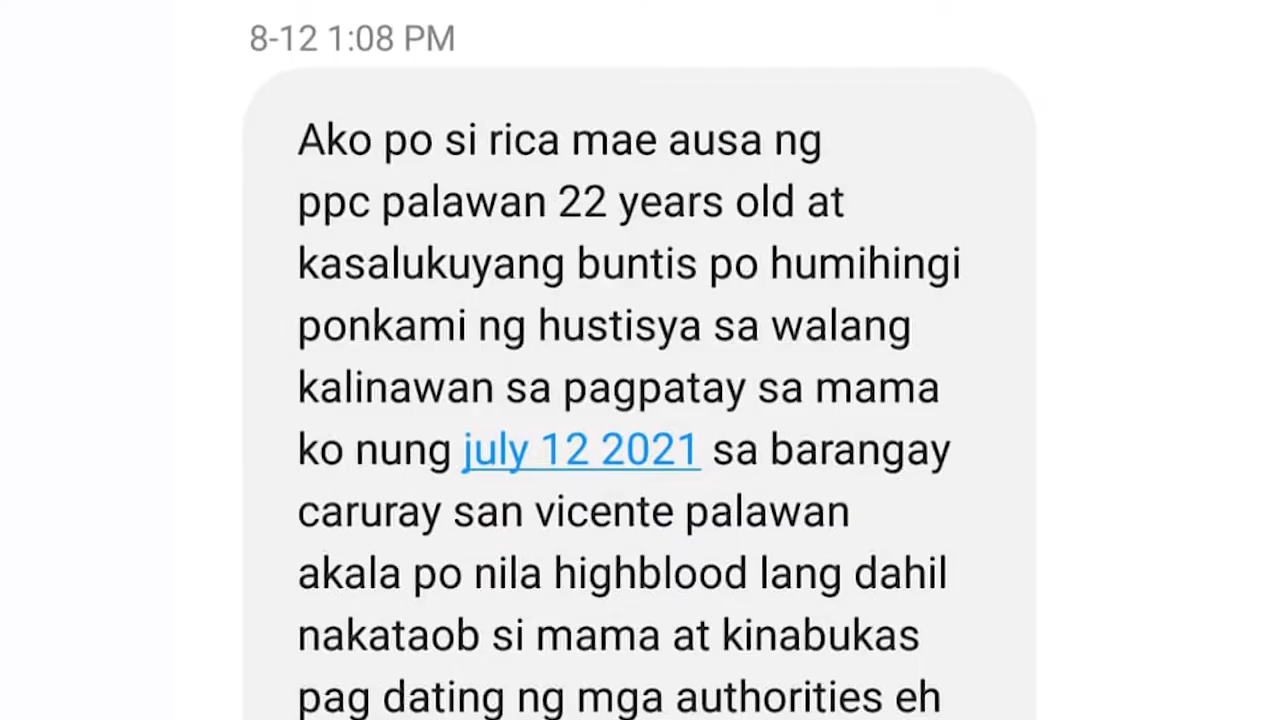 8-12 1:08 PM
Ako po si rica mae ausa ng
ppc palawan 22 years old at
kasalukuyang buntis po humihingi
ponkami ng hustisya sa walang
kalinawan sa pagpatay sa mama
ko nung july 12 2021 sa barangay
caruray san vicente palawan
akala po nila highblood lang dahil
nakataob si mama at kinabukas
pag dating ng mga authorities eh